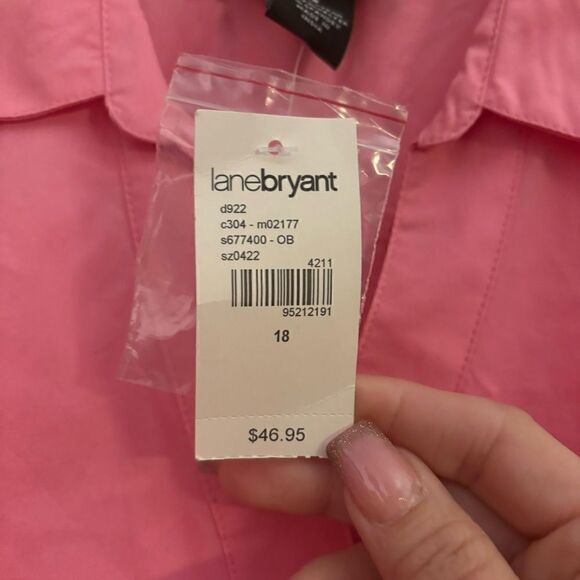 lanebryant
d922
c304 - m02177
s677400 - OB
sz0422
4211
95212191
18
$46.95